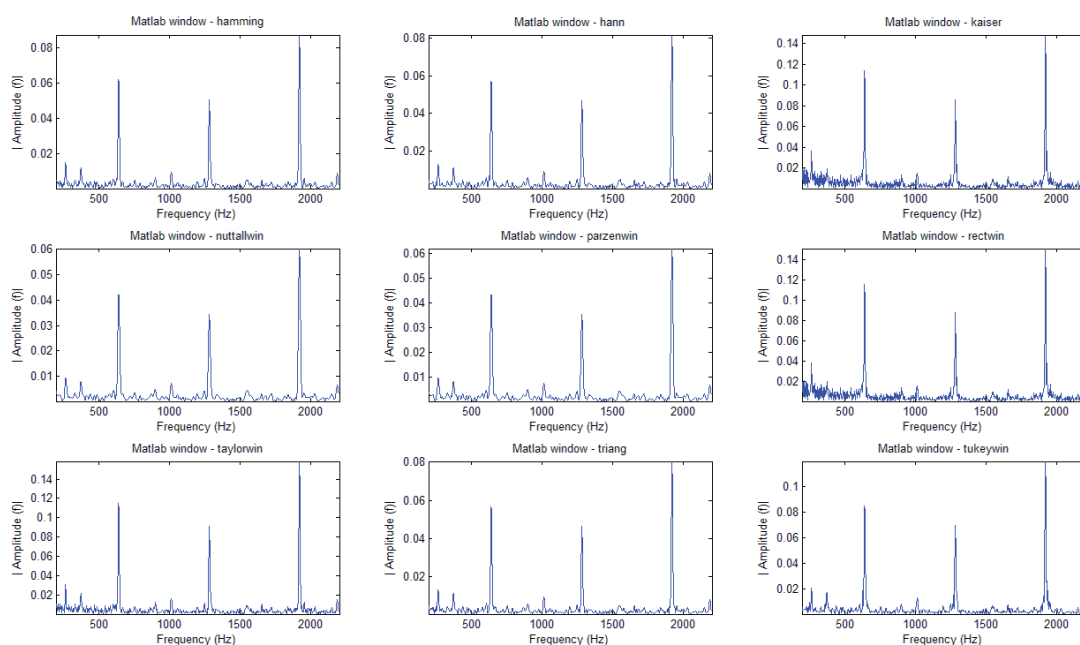 Matlab window - hamming
| Amplitude (f)|
0.08
0.06
0.04
0.02
500 1000 1500 2000
Frequency (Hz)
Matlab window - hann
| Amplitude (f)|
0.08
0.06
0.04
0.02
500 1000 1500 2000
Frequency (Hz)
Matlab window - kaiser
| Amplitude (f)|
0.14
0.12
0.1
0.08
0.06
0.04
0.02
500 1000 1500 2000
Frequency (Hz)
Matlab window - nuttallwin
| Amplitude (f)|
0.06
0.05
0.04
0.03
0.02
0.01
500 1000 1500 2000
Frequency (Hz)
Matlab window - parzenwin
| Amplitude (f)|
0.06
0.05
0.04
0.03
0.02
0.01
500 1000 1500 2000
Frequency (Hz)
Matlab window - rectwin
| Amplitude (f)|
0.14
0.12
0.1
0.08
0.06
0.04
0.02
500 1000 1500 2000
Frequency (Hz)
Matlab window - taylorwin
| Amplitude (f)|
0.14
0.12
0.1
0.08
0.06
0.04
0.02
500 1000 1500 2000
Frequency (Hz)
Matlab window - triang
| Amplitude (f)|
0.08
0.06
0.04
0.02
500 1000 1500 2000
Frequency (Hz)
Matlab window - tukeywin
| Amplitude (f)|
0.1
0.08
0.06
0.04
0.02
500 1000 1500 2000
Frequency (Hz)